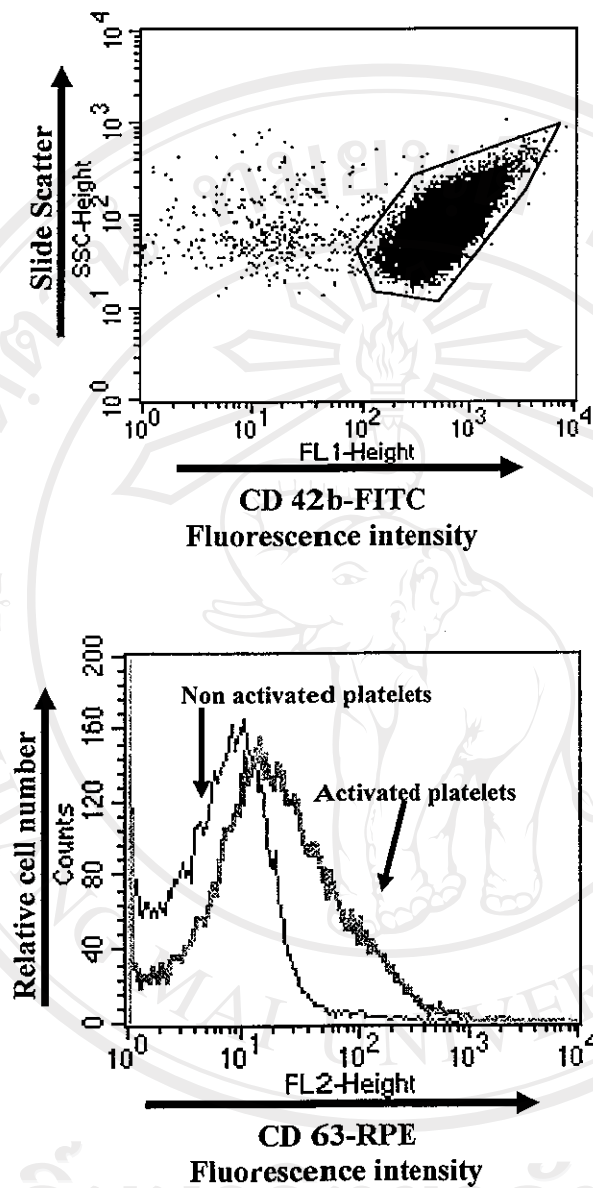 Slide Scatter
SSC-Height
10^4
10^3
10^2
10^1
10^0
10^0 10^1 10^2 10^3 10^4
FL1-Height
CD 42b-FITC
Fluorescence intensity
Relative cell number
Counts
200
160
120
80
40
0
Non activated platelets
Activated platelets
10^0 10^1 10^2 10^3 10^4
FL2-Height
CD 63-RPE
Fluorescence intensity